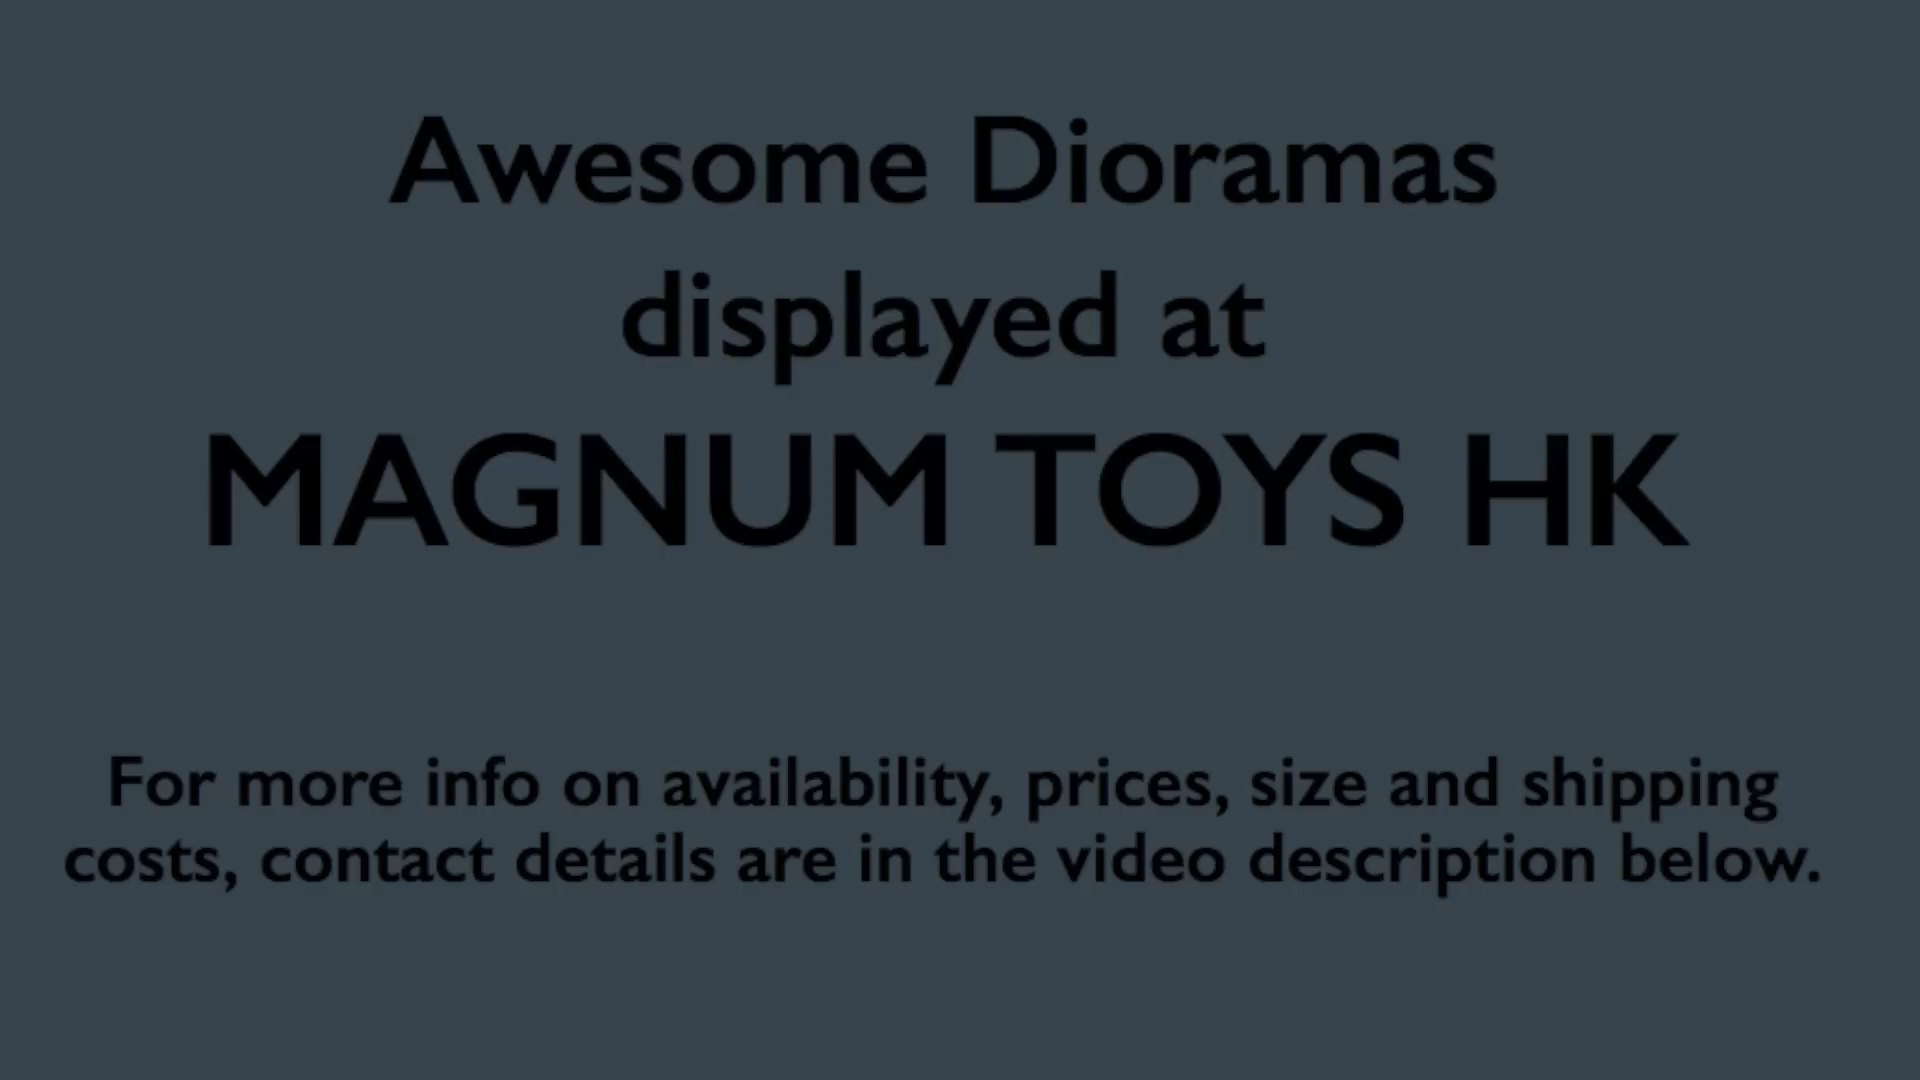 Awesome Dioramas
displayed at
MAGNUM TOYS HK
For more info on availability, prices, size and shipping
costs, contact details are in the video description below.